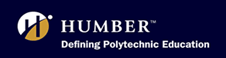 HUMBER™
Defining Polytechnic Education